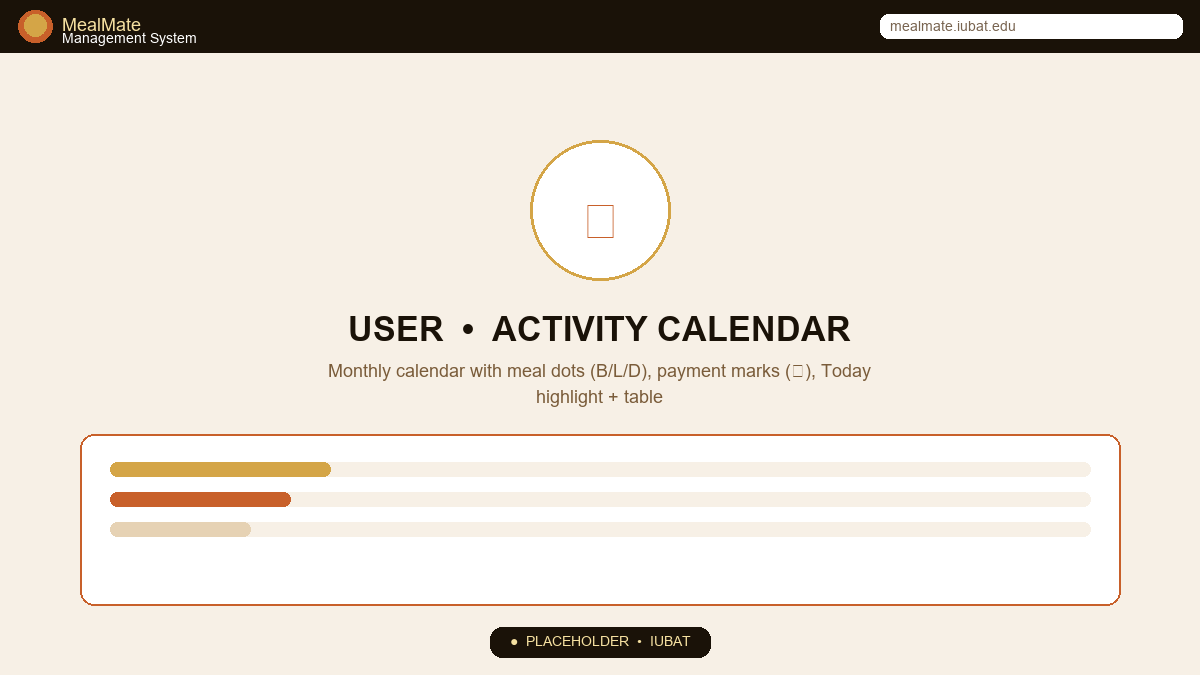 MealMate
Management System
mealmate.iubat.edu
USER • ACTIVITY CALENDAR
Monthly calendar with meal dots (B/L/D), payment marks (▯), Today
highlight + table
● PLACEHOLDER • IUBAT